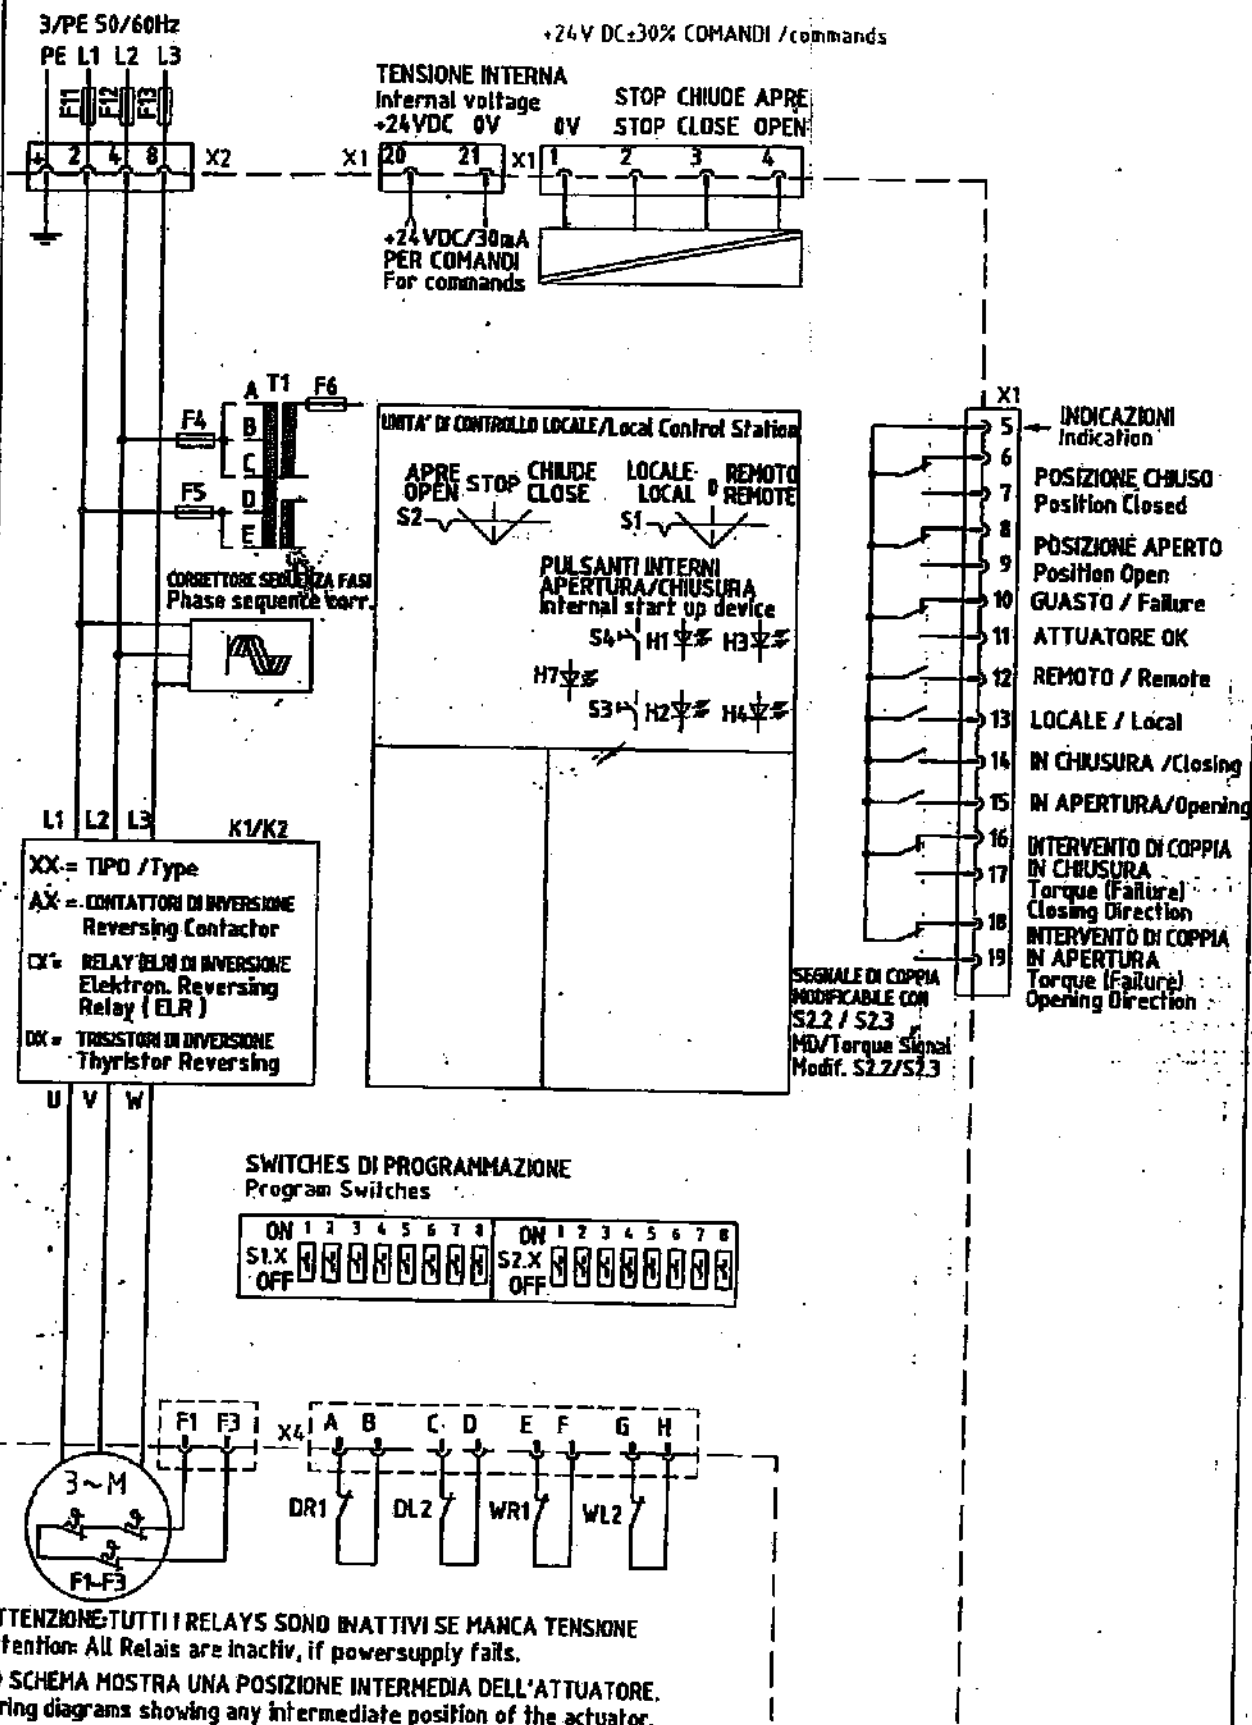 3/PE 50/60Hz
PE L1 L2 L3
F11 F12 F13
2 4 8 X2
+24V DC±30% COMANDI /commands
TENSIONE INTERNA
Internal voltage
+24VDC 0V
X1 20 21
STOP CHIUDE APRE
0V STOP CLOSE OPEN
X1 1 2 3 4
+24VDC/30mA
PER COMANDI
For commands
A T1 F6
F4 B
C
F5 D
E
CORRETTORE SEQUENZA FASI
Phase sequence corr.
UNITA' DI CONTROLLO LOCALE/Local Control Station
APRE STOP CHIUDE
OPEN CLOSE
S2
LOCALE 0 REMOTO
LOCAL REMOTE
S1
PULSANTI INTERNI
APERTURA/CHIUSURA
Internal start up device
S4 H1 H3
H7
S3 H2 H4
X1
5 INDICAZIONI
Indication
6
7 POSIZIONE CHIUSO
Position Closed
8
9 POSIZIONE APERTO
Position Open
10 GUASTO / Failure
11 ATTUATORE OK
12 REMOTO / Remote
13 LOCALE / Local
14 IN CHIUSURA /Closing
15 IN APERTURA/Opening
16 INTERVENTO DI COPPIA
17 IN CHIUSURA
Torque (Failure)
Closing Direction
18 INTERVENTO DI COPPIA
19 IN APERTURA
Torque (Failure)
Opening Direction
SEGNALE DI COPPIA
MODIFICABILE CON
S2.2 / S2.3
MD/Torque Signal
Modif. S2.2/S2.3
L1 L2 L3 K1/K2
XX = TIPO /Type
AX = CONTATTORI DI INVERSIONE
Reversing Contactor
CX = RELAY (ELR) DI INVERSIONE
Elektron. Reversing
Relay ( ELR )
DX = TRISISTORI DI INVERSIONE
Thyristor Reversing
U V W
SWITCHES DI PROGRAMMAZIONE
Program Switches
ON 1 2 3 4 5 6 7 8
S1.X
OFF
ON 1 2 3 4 5 6 7 8
S2.X
OFF
F1 F3 X4 A B C D E F G H
3~M
F1-F3
DR1 DL2 WR1 WL2
TTENZIONE:TUTTI I RELAYS SONO INATTIVI SE MANCA TENSIONE
tention: All Relais are inactiv, if powersupply fails.
SCHEMA MOSTRA UNA POSIZIONE INTERMEDIA DELL'ATTUATORE.
ring diagrams showing any intermediate position of the actuator.